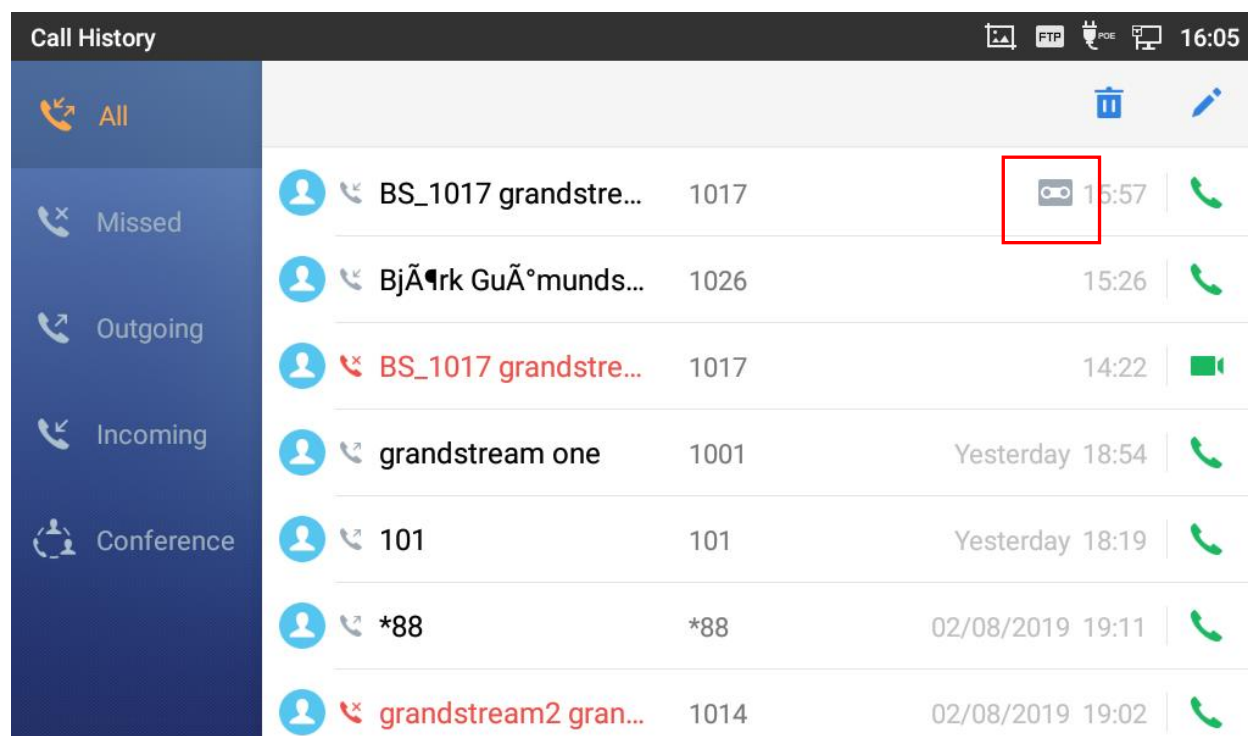 Call History FTP POE 16:05
All
Missed
Outgoing
Incoming
Conference
BS_1017 grandstre... 1017 15:57
BjÃ¶rk GuÃ°munds... 1026 15:26
BS_1017 grandstre... 1017 14:22
grandstream one 1001 Yesterday 18:54
101 101 Yesterday 18:19
*88 *88 02/08/2019 19:11
grandstream2 gran... 1014 02/08/2019 19:02